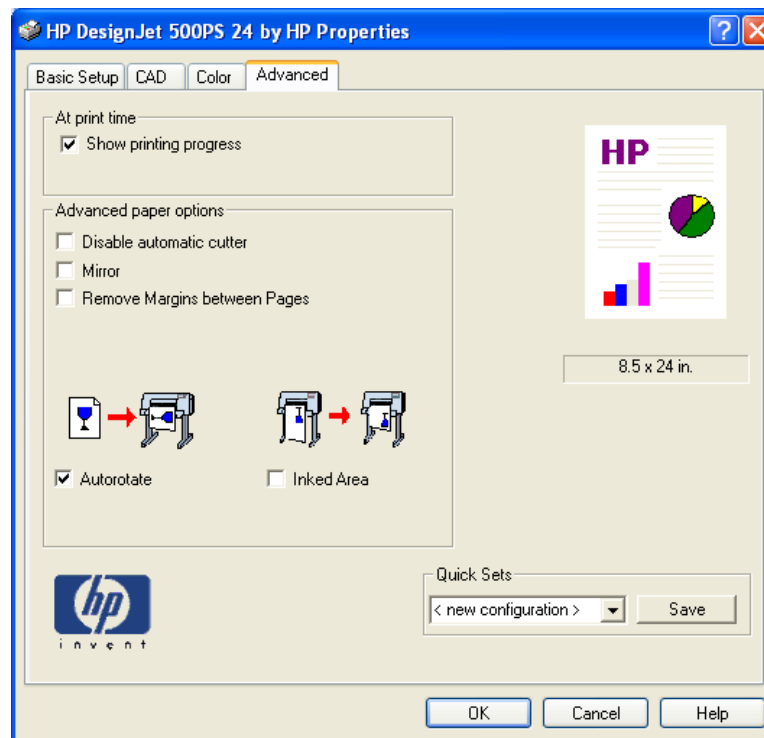 HP DesignJet 500PS 24 by HP Properties
Basic Setup CAD Color Advanced
At print time
Show printing progress
HP
Advanced paper options
Disable automatic cutter
Mirror
Remove Margins between Pages
8.5 x 24 in.
Autorotate Inked Area
Quick Sets
< new configuration > Save
hp
invent
OK Cancel Help